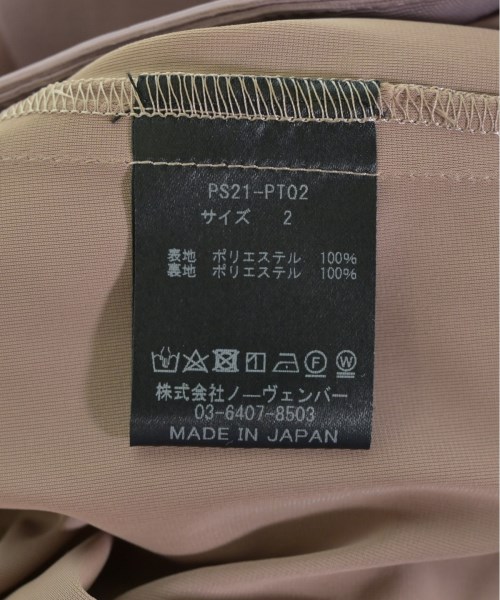 PS21-PT02
サイズ 2
表地 ポリエステル 100%
裏地 ポリエステル 100%
F W
株式会社ノーヴェンバー
03-6407-8503
MADE IN JAPAN